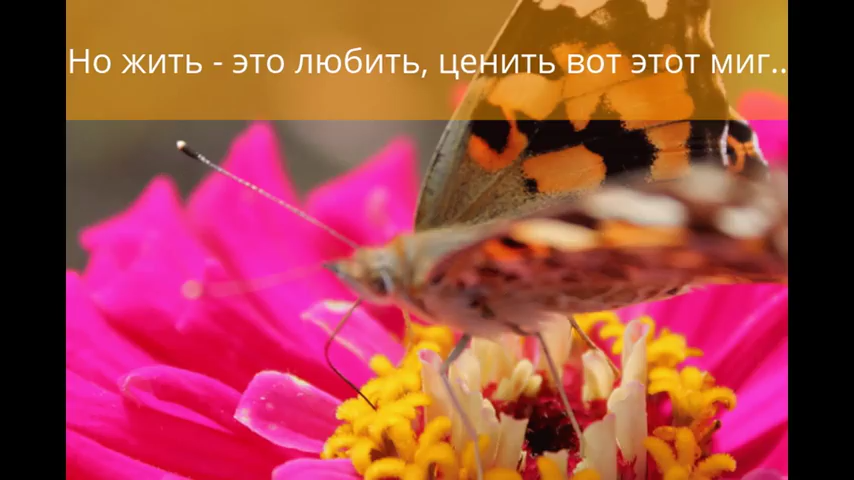 Но жить - это любить, ценить вот этот миг..